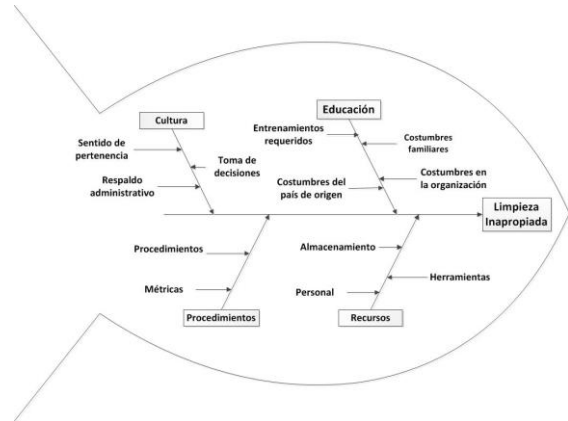 Educación
Cultura
Entrenamientos
requeridos
Costumbres
familiares
Sentido de
pertenencia
Toma de
decisiones
Costumbres en
la organización
Respaldo
administrativo
Costumbres del
país de origen
Limpieza
Inapropiada
Procedimientos
Almacenamiento
Herramientas
Métricas
Personal
Procedimientos
Recursos